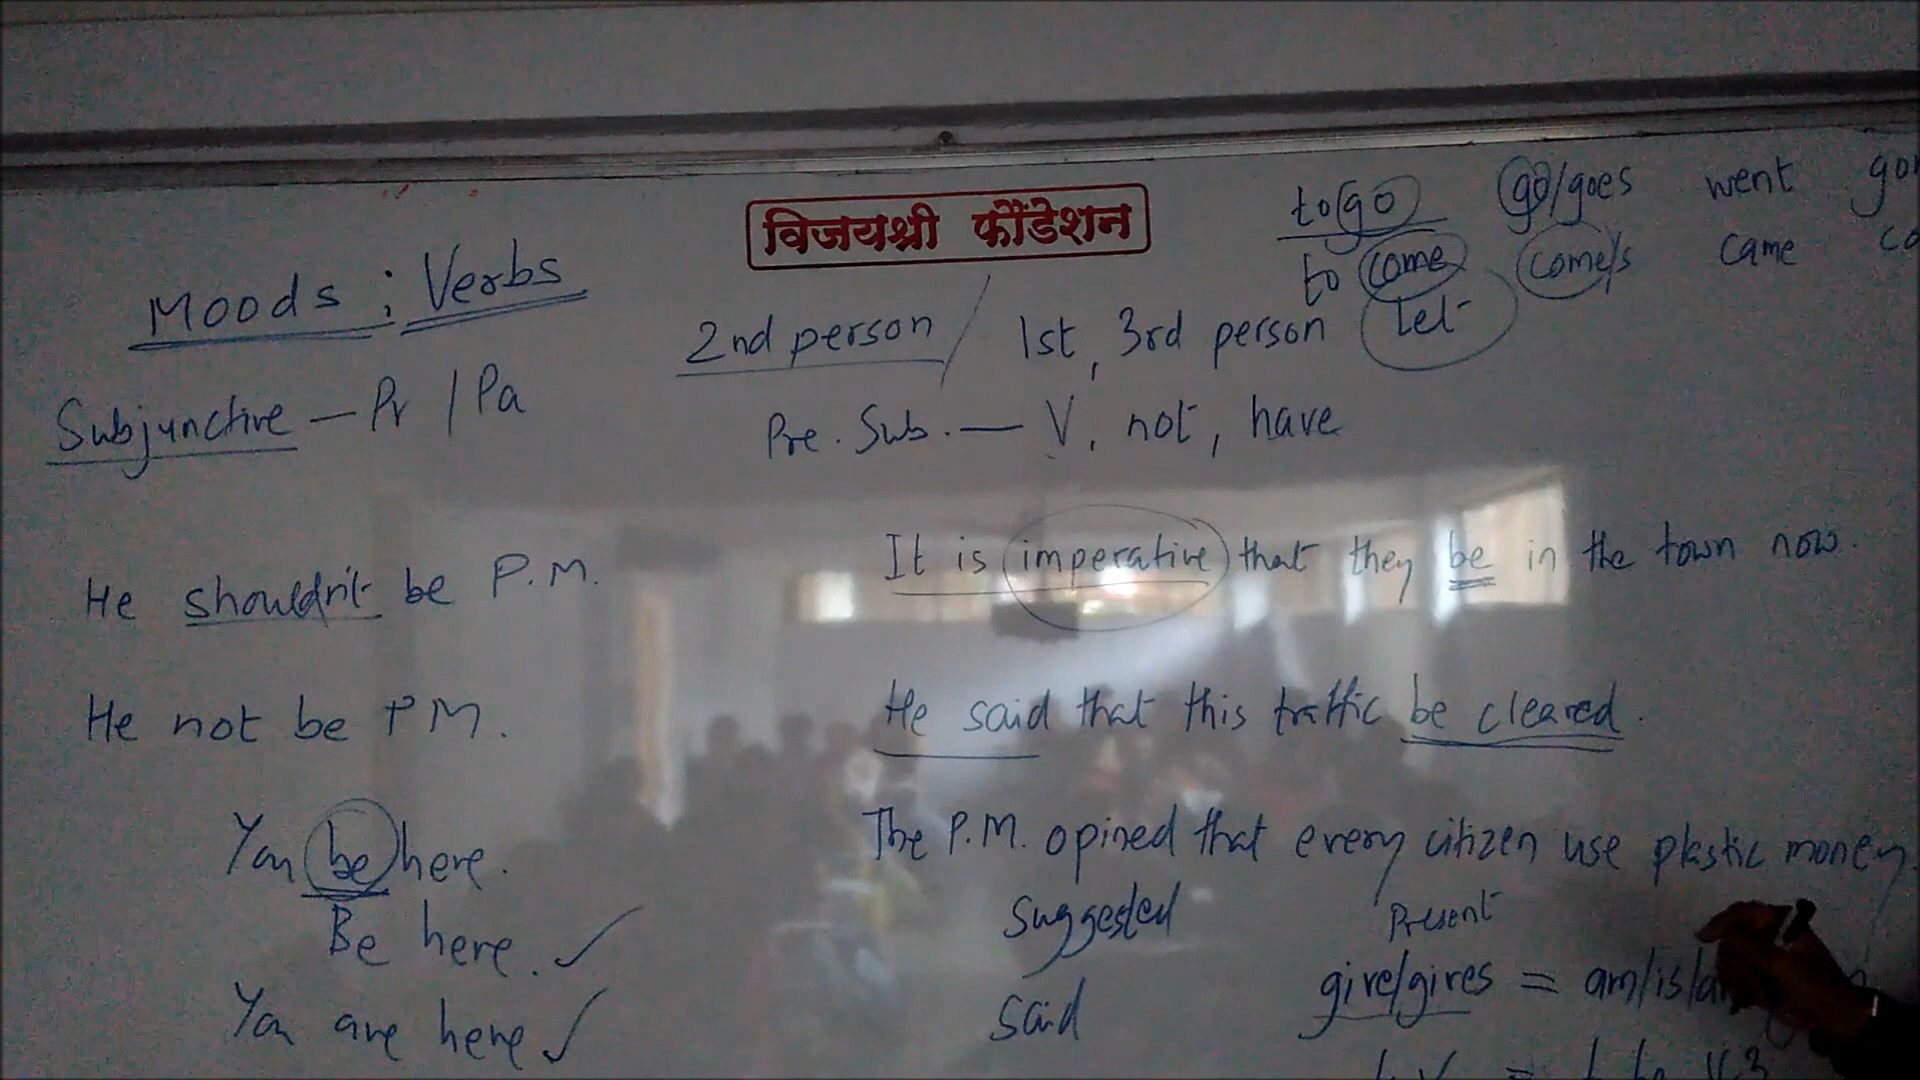 विजयश्री फौंडेशन
to go go/goes went
to come come/s came
Moods : Verbs
2nd person / 1st, 3rd person Let
Subjunctive — Pr / Pa
Pre. Sub. — V, not, have
He shouldn't be P.M.
It is imperative that they be in the town now.
He not be PM.
He said that this traffic be cleared.
You be here.
The P.M. opined that every citizen use plastic money.
Be here. ✓
Suggested
Present
You are here ✓
Said
give/gives = am/is/